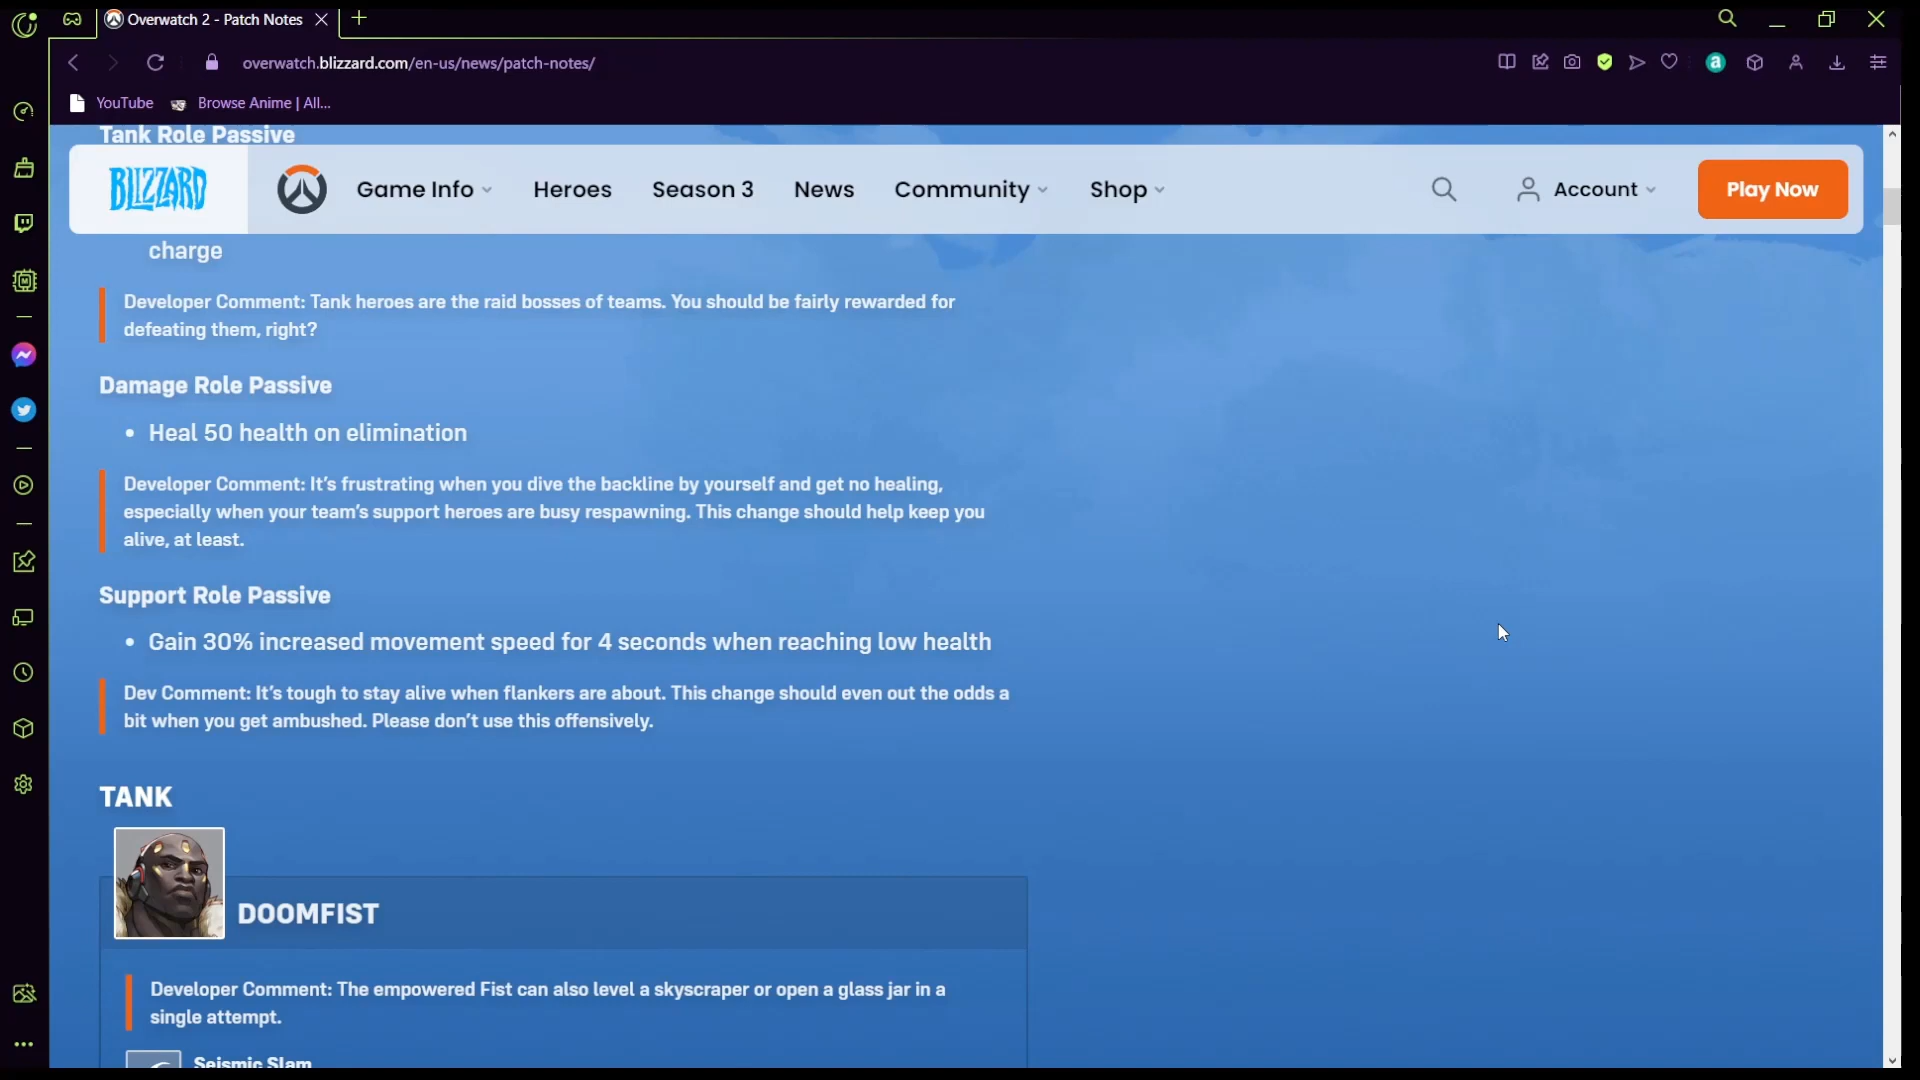 Overwatch 2 - Patch Notes
overwatch.blizzard.com/en-us/news/patch-notes/
YouTube
Browse Anime | All...
Tank Role Passive
BLIZZARD
Game Info
Heroes
Season 3
News
Community
Shop
Account
Play Now
charge
Developer Comment: Tank heroes are the raid bosses of teams. You should be fairly rewarded for
defeating them, right?
Damage Role Passive
• Heal 50 health on elimination
Developer Comment: It's frustrating when you dive the backline by yourself and get no healing,
especially when your team's support heroes are busy respawning. This change should help keep you
alive, at least.
Support Role Passive
• Gain 30% increased movement speed for 4 seconds when reaching low health
Dev Comment: It's tough to stay alive when flankers are about. This change should even out the odds a
bit when you get ambushed. Please don't use this offensively.
TANK
DOOMFIST
Developer Comment: The empowered Fist can also level a skyscraper or open a glass jar in a
single attempt.
Seismic Slam